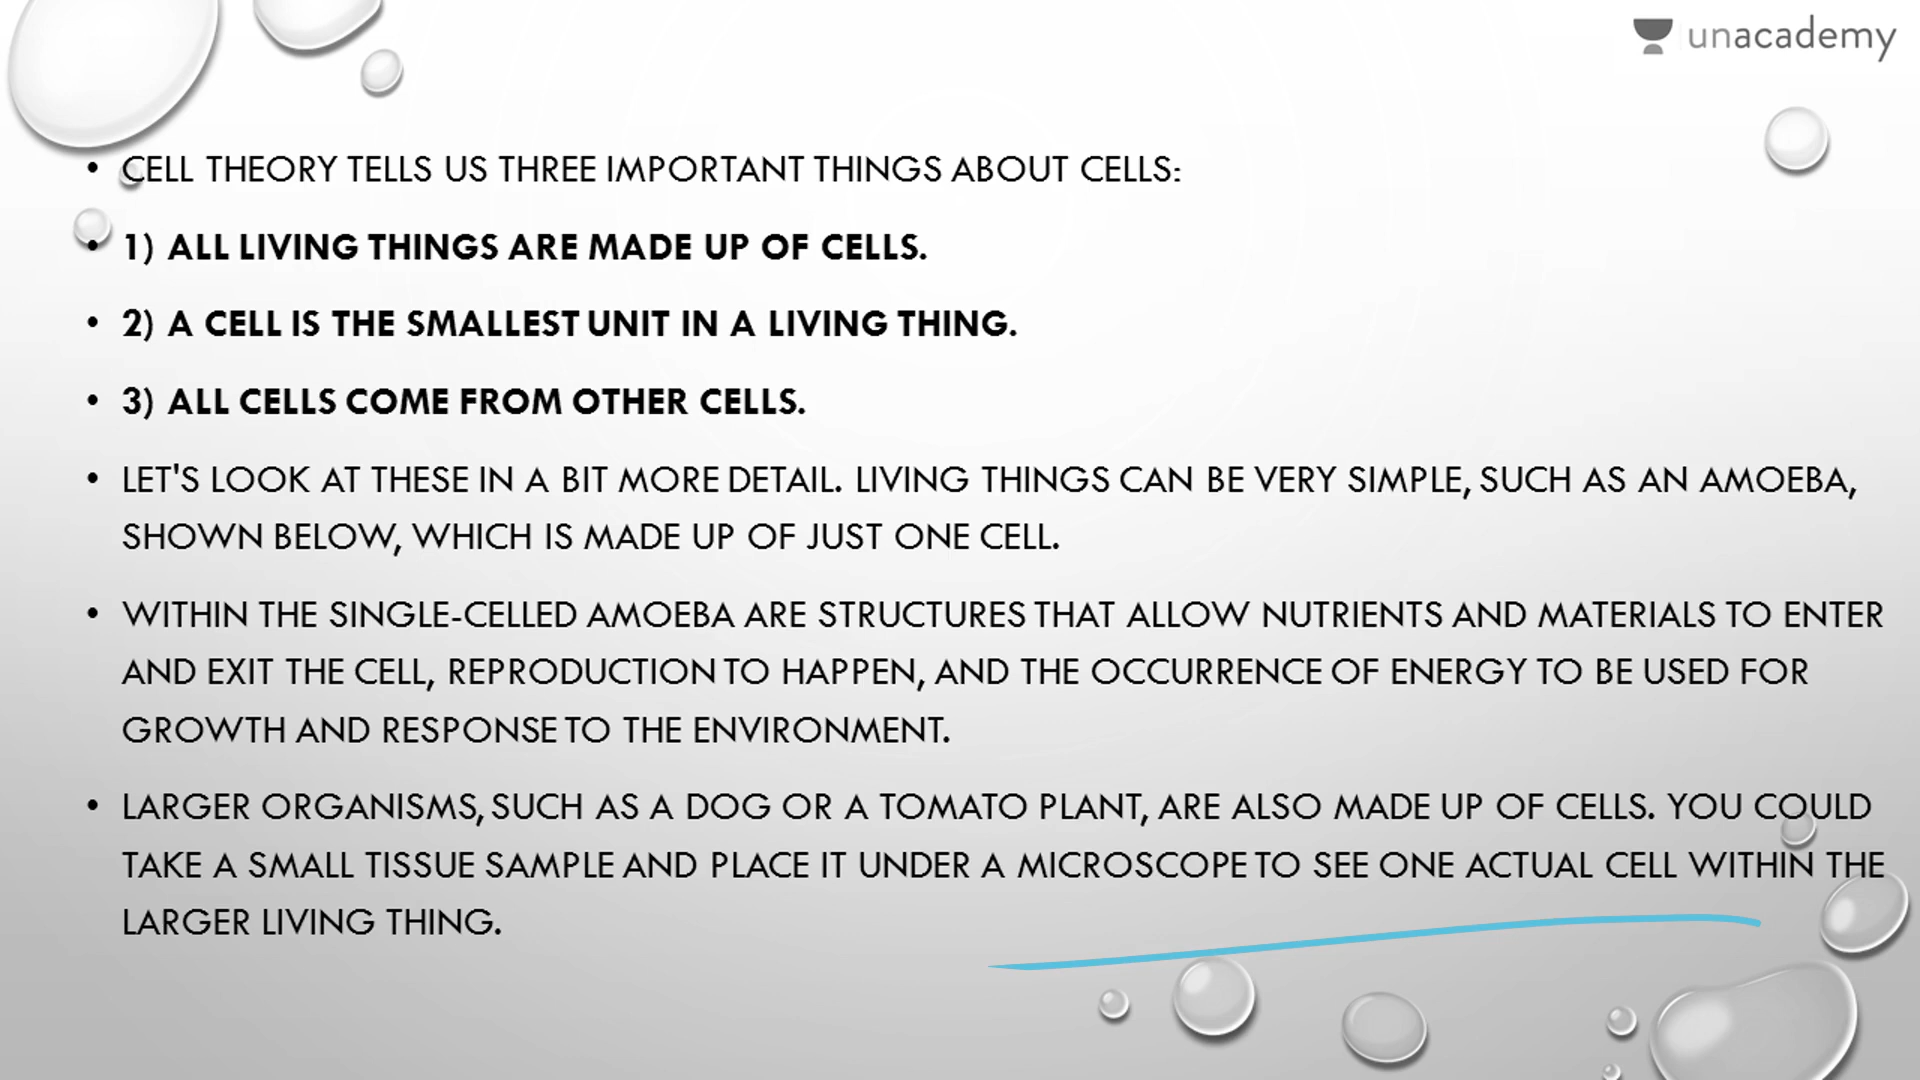 unacademy
• CELL THEORY TELLS US THREE IMPORTANT THINGS ABOUT CELLS:
• 1) ALL LIVING THINGS ARE MADE UP OF CELLS.
• 2) A CELL IS THE SMALLEST UNIT IN A LIVING THING.
• 3) ALL CELLS COME FROM OTHER CELLS.
• LET'S LOOK AT THESE IN A BIT MORE DETAIL. LIVING THINGS CAN BE VERY SIMPLE, SUCH AS AN AMOEBA,
SHOWN BELOW, WHICH IS MADE UP OF JUST ONE CELL.
• WITHIN THE SINGLE-CELLED AMOEBA ARE STRUCTURES THAT ALLOW NUTRIENTS AND MATERIALS TO ENTER
AND EXIT THE CELL, REPRODUCTION TO HAPPEN, AND THE OCCURRENCE OF ENERGY TO BE USED FOR
GROWTH AND RESPONSE TO THE ENVIRONMENT.
• LARGER ORGANISMS, SUCH AS A DOG OR A TOMATO PLANT, ARE ALSO MADE UP OF CELLS. YOU COULD
TAKE A SMALL TISSUE SAMPLE AND PLACE IT UNDER A MICROSCOPE TO SEE ONE ACTUAL CELL WITHIN THE
LARGER LIVING THING.